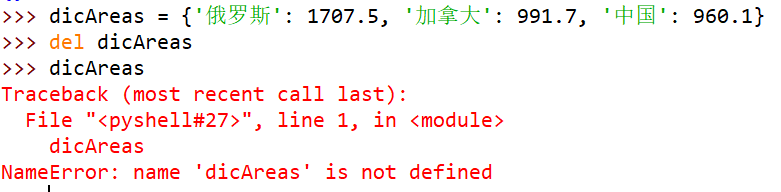 >>> dicAreas = {'俄罗斯': 1707.5, '加拿大': 991.7, '中国': 960.1}
>>> del dicAreas
>>> dicAreas
Traceback (most recent call last):
  File "<pyshell#27>", line 1, in <module>
    dicAreas
NameError: name 'dicAreas' is not defined